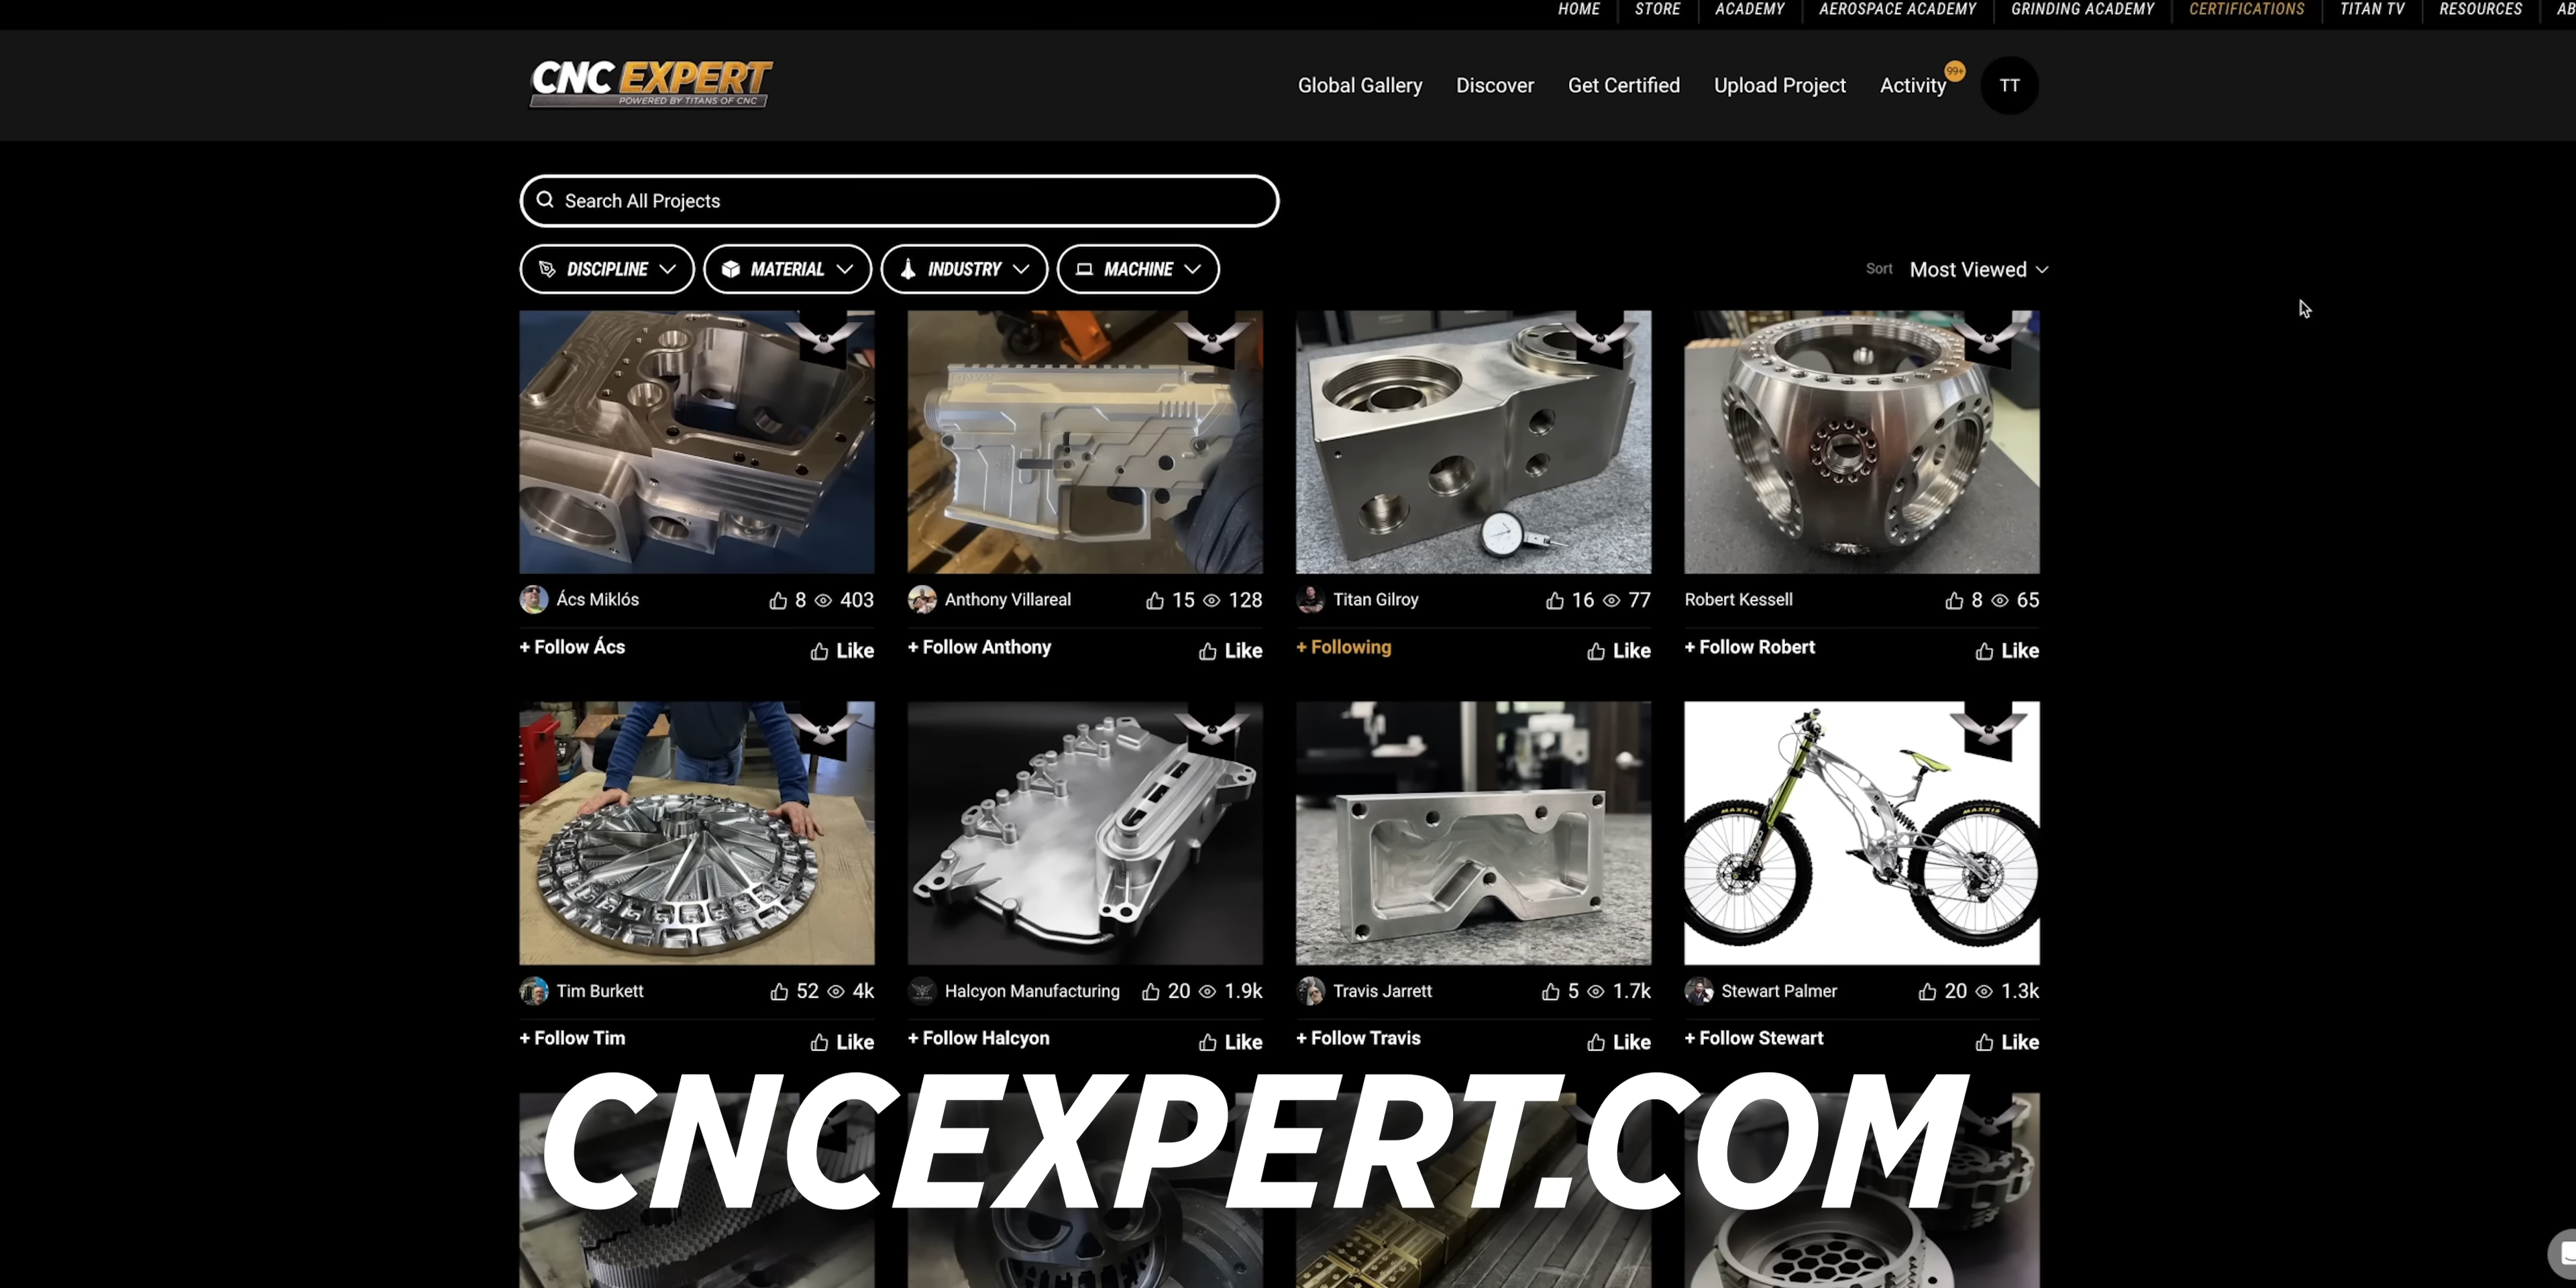 HOME STORE ACADEMY AEROSPACE ACADEMY GRINDING ACADEMY CERTIFICATIONS TITAN TV RESOURCES AB
CNC EXPERT
POWERED BY TITANS OF CNC
Global Gallery Discover Get Certified Upload Project Activity 99+ TT
Search All Projects
DISCIPLINE MATERIAL INDUSTRY MACHINE Sort Most Viewed
Ács Miklós 8 403 Anthony Villareal 15 128 Titan Gilroy 16 77 Robert Kessell 8 65
+ Follow Ács Like + Follow Anthony Like + Following Like + Follow Robert Like
MAXXIS MAXXIS
Tim Burkett 52 4k Halcyon Manufacturing 20 1.9k Travis Jarrett 5 1.7k Stewart Palmer 20 1.3k
+ Follow Tim Like + Follow Halcyon Like + Follow Travis Like + Follow Stewart Like
CNCEXPERT.COM